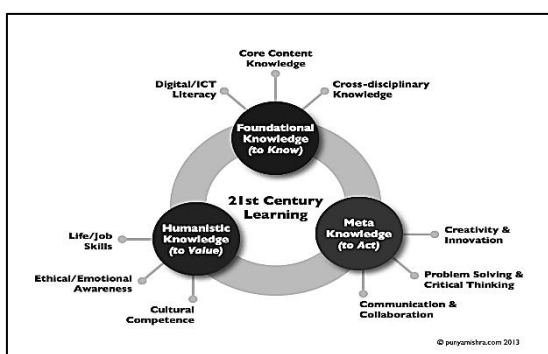 Core Content
Knowledge
Digital/ICT
Literacy
Cross-disciplinary
Knowledge
Foundational
Knowledge
(to Know)
21st Century
Learning
Humanistic
Knowledge
(to Value)
Meta
Knowledge
(to Act)
Life/Job
Skills
Ethical/Emotional
Awareness
Cultural
Competence
Creativity &
Innovation
Problem Solving &
Critical Thinking
Communication &
Collaboration
© punyamishra.com 2013